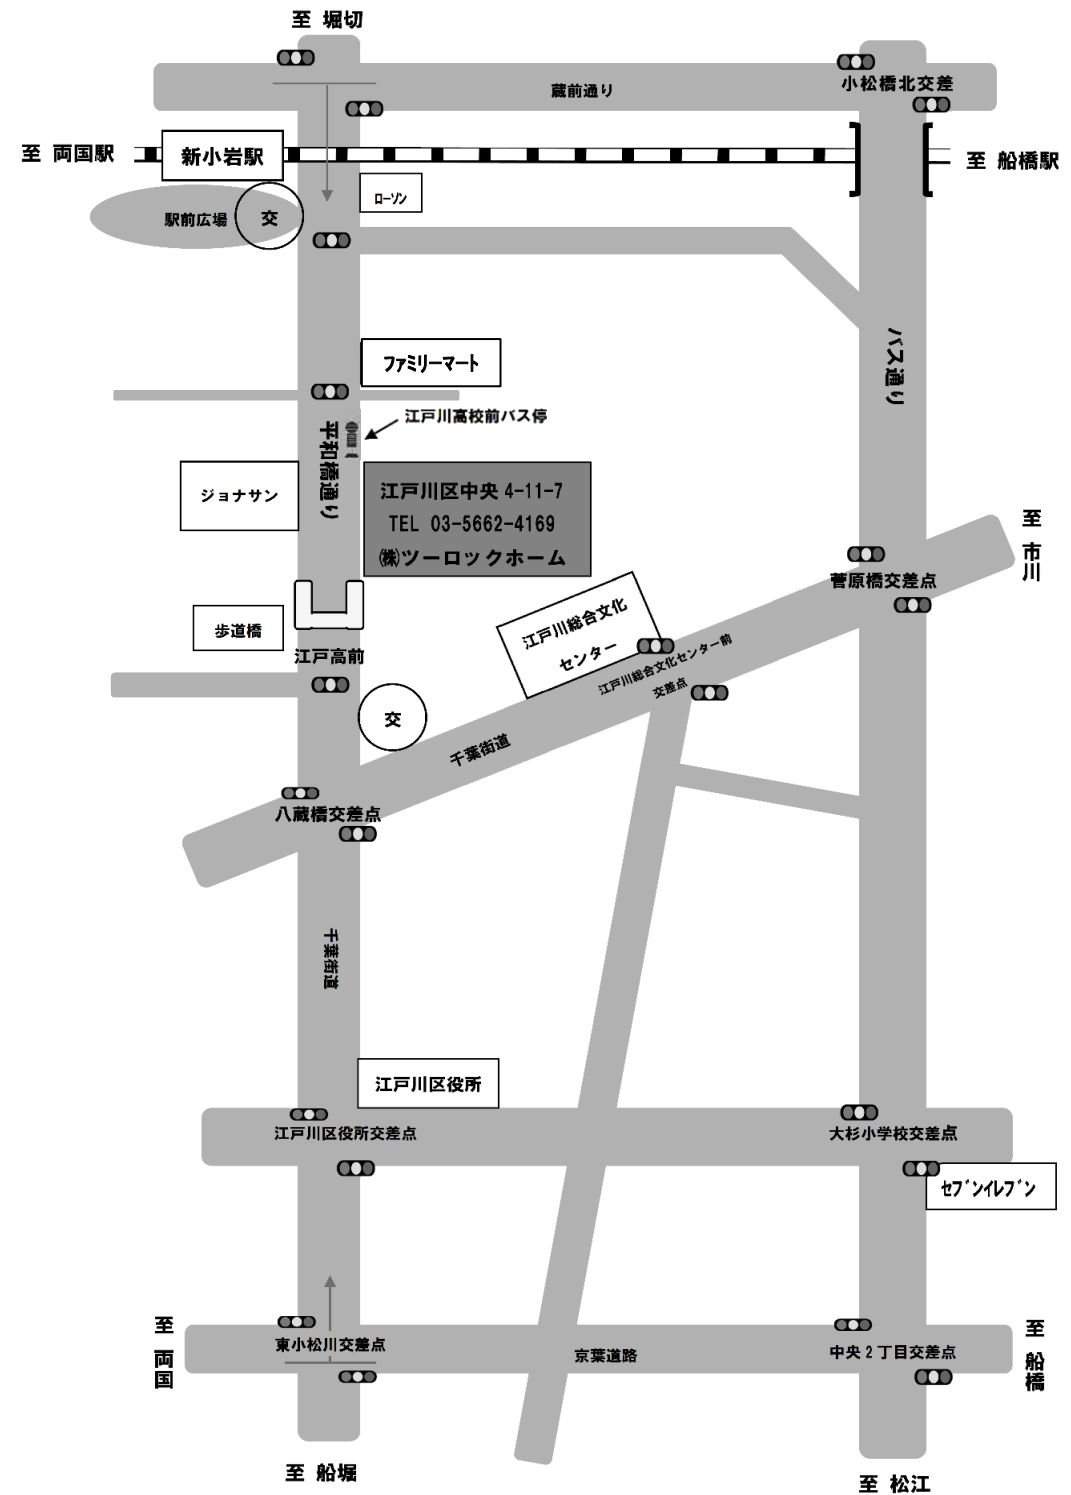 至 堀切
蔵前通り
小松橋北交差
至 両国駅
新小岩駅
至 船橋駅
ローソン
駅前広場
交
バス通り
ファミリーマート
江戸川高校前バス停
平和橋通り
ジョナサン
江戸川区中央 4-11-7
TEL 03-5662-4169
㈱ツーロックホーム
至 市川
菅原橋交差点
江戸川総合文化
センター
歩道橋
江戸高前
江戸川総合文化センター前
交差点
交
千葉街道
八蔵橋交差点
千葉街道
江戸川区役所
江戸川区役所交差点
大杉小学校交差点
ｾﾌﾞﾝｲﾚﾌﾞﾝ
至 両国
東小松川交差点
京葉道路
中央２丁目交差点
至 船橋
至 船堀
至 松江